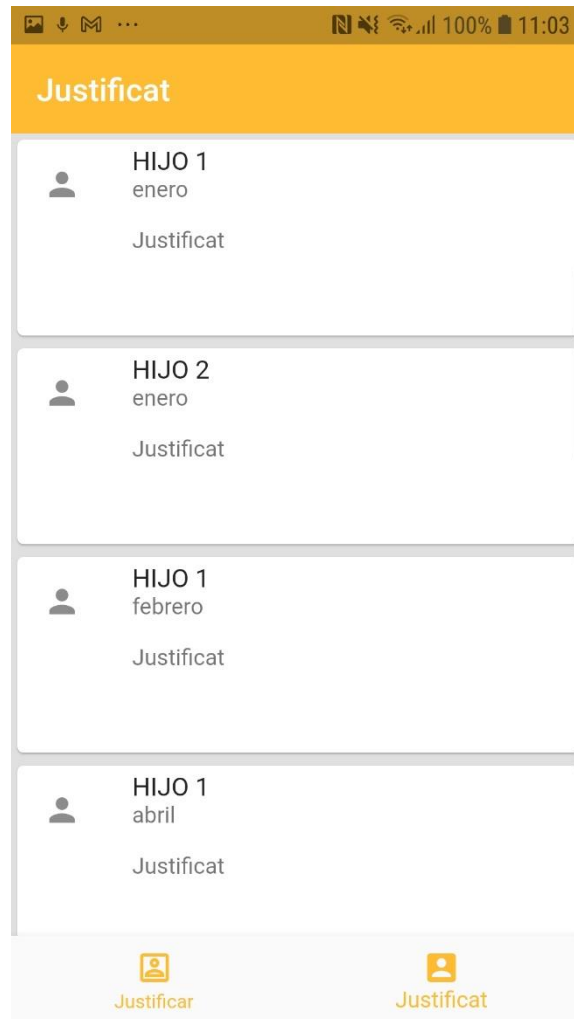 100% 11:03
Justificat
HIJO 1
enero
Justificat
HIJO 2
enero
Justificat
HIJO 1
febrero
Justificat
HIJO 1
abril
Justificat
Justificar
Justificat